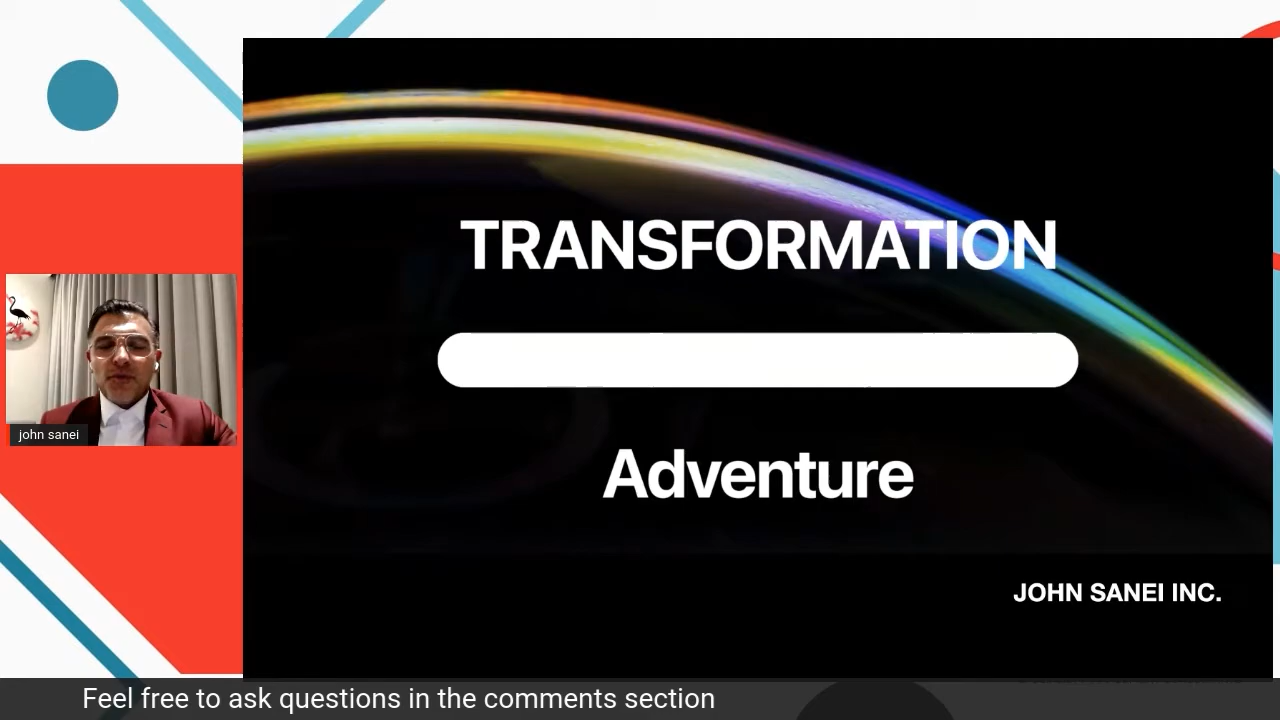 TRANSFORMATION
Adventure
JOHN SANEI INC.
john sanei
Feel free to ask questions in the comments section